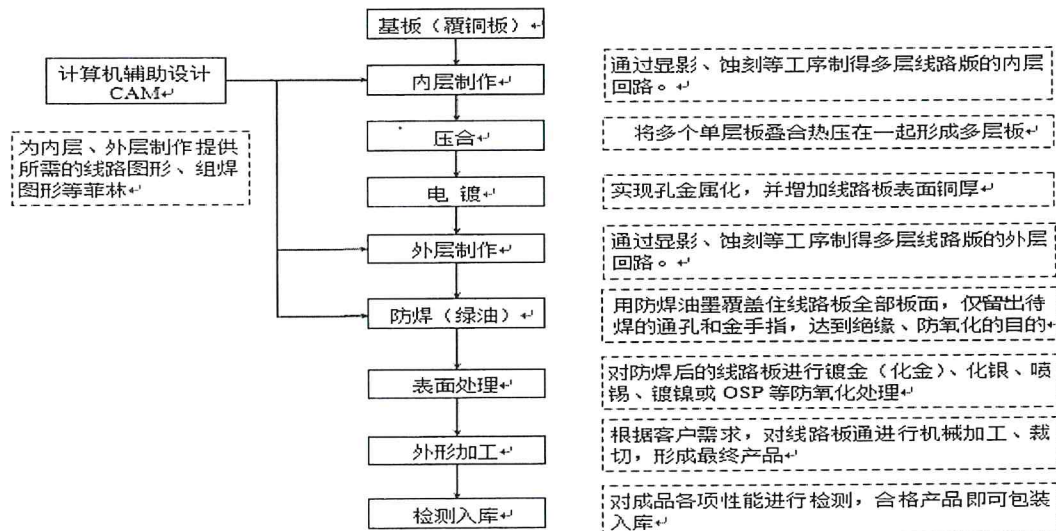 基板（覆铜板）
计算机辅助设计
CAM
内层制作
通过显影、蚀刻等工序制得多层线路版的内层
回路。
压合
将多个单层板叠合热压在一起形成多层板
为内层、外层制作提供
所需的线路图形、组焊
图形等菲林
电 镀
实现孔金属化，并增加线路板表面铜厚
外层制作
通过显影、蚀刻等工序制得多层线路版的外层
回路。
防焊（绿油）
用防焊油墨覆盖住线路板全部板面，仅留出待
焊的通孔和金手指，达到绝缘、防氧化的目的
表面处理
对防焊后的线路板进行镀金（化金）、化银、喷
锡、镀镍或 OSP 等防氧化处理
外形加工
根据客户需求，对线路板通进行机械加工、裁
切，形成最终产品
检测入库
对成品各项性能进行检测，合格产品即可包装
入库